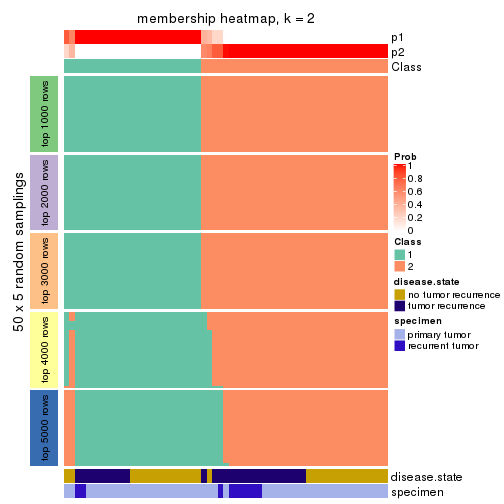 membership heatmap, k = 2
p1
p2
Class
50 x 5 random samplings
top 1000 rows
top 2000 rows
top 3000 rows
top 4000 rows
top 5000 rows
disease.state
specimen
Prob
1
0.8
0.6
0.4
0.2
0
Class
1
2
disease.state
no tumor recurrence
tumor recurrence
specimen
primary tumor
recurrent tumor